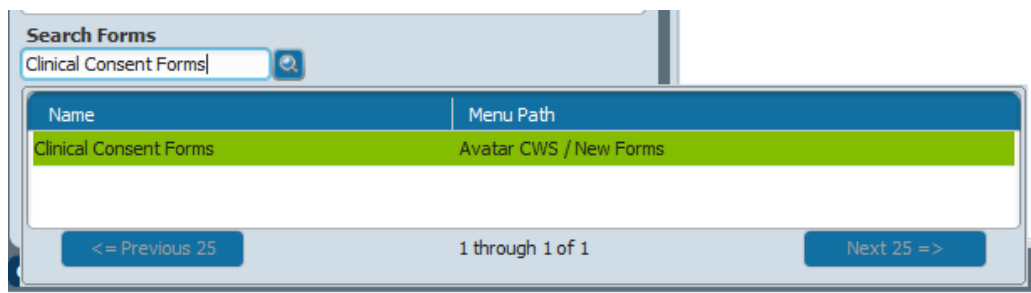 Search Forms
Clinical Consent Forms
Name Menu Path
Clinical Consent Forms Avatar CWS / New Forms
<= Previous 25 1 through 1 of 1 Next 25 =>